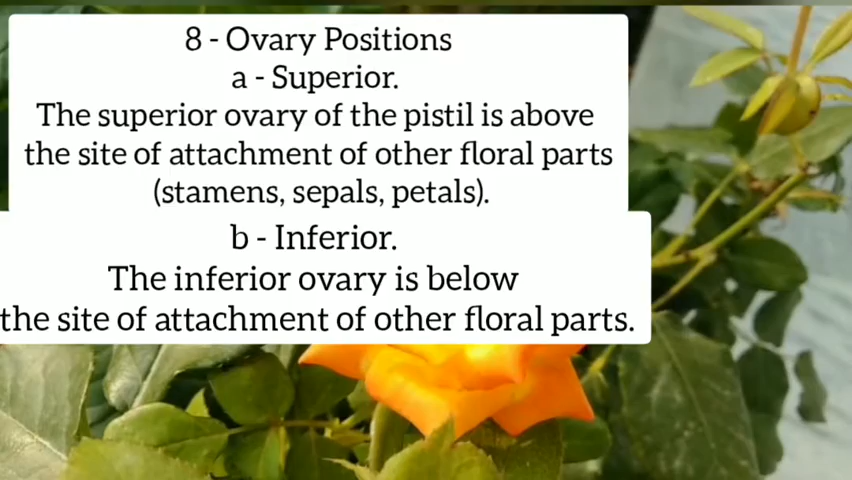 8 - Ovary Positions
a - Superior.
The superior ovary of the pistil is above
the site of attachment of other floral parts
(stamens, sepals, petals).
b - Inferior.
The inferior ovary is below
the site of attachment of other floral parts.